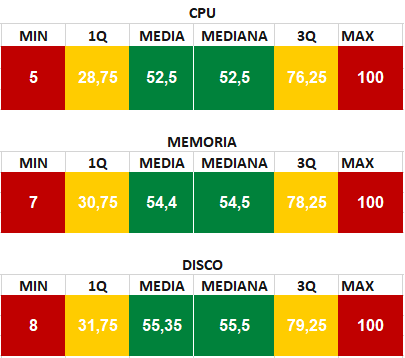 CPU
MIN 1Q MEDIA MEDIANA 3Q MAX
5 28,75 52,5 52,5 76,25 100
MEMORIA
MIN 1Q MEDIA MEDIANA 3Q MAX
7 30,75 54,4 54,5 78,25 100
DISCO
MIN 1Q MEDIA MEDIANA 3Q MAX
8 31,75 55,35 55,5 79,25 100